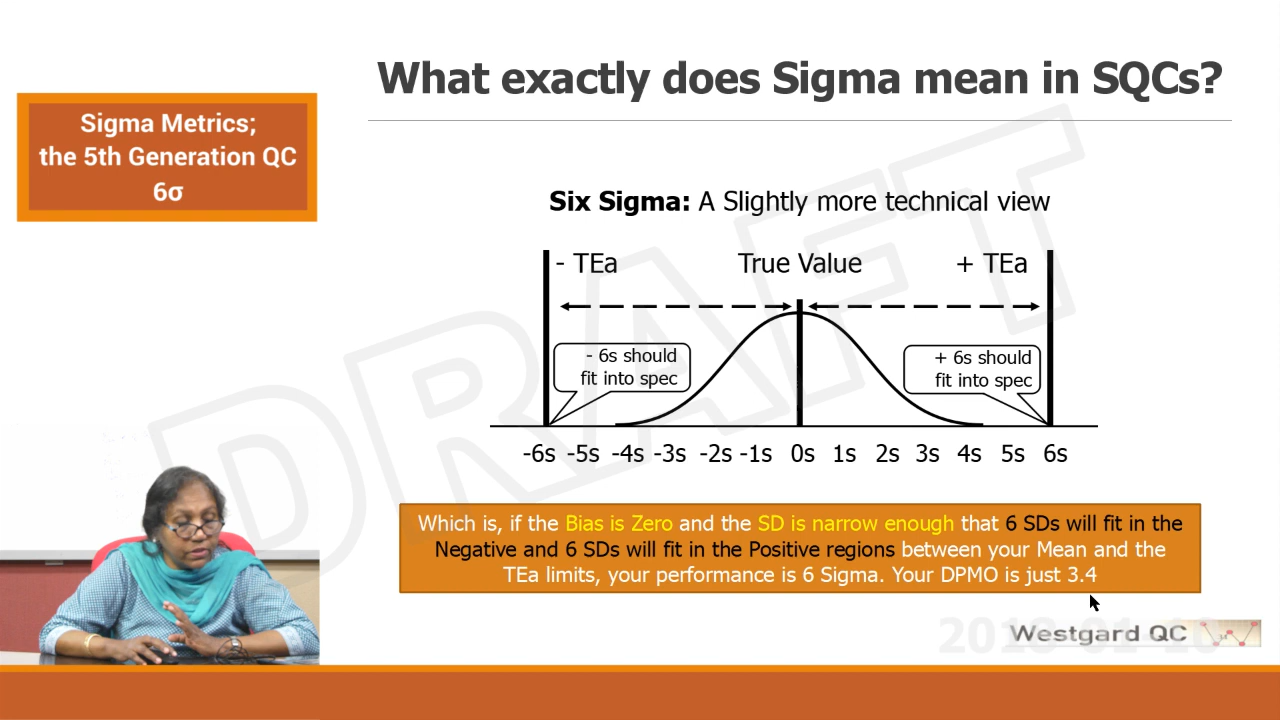 What exactly does Sigma mean in SQCs?
Sigma Metrics;
the 5th Generation QC
6σ
Six Sigma: A Slightly more technical view
- TEa
True Value
+ TEa
- 6s should
fit into spec
+ 6s should
fit into spec
-6s -5s -4s -3s -2s -1s 0s 1s 2s 3s 4s 5s 6s
Which is, if the Bias is Zero and the SD is narrow enough that 6 SDs will fit in the
Negative and 6 SDs will fit in the Positive regions between your Mean and the
TEa limits, your performance is 6 Sigma. Your DPMO is just 3.4
Westgard QC
DRAFT